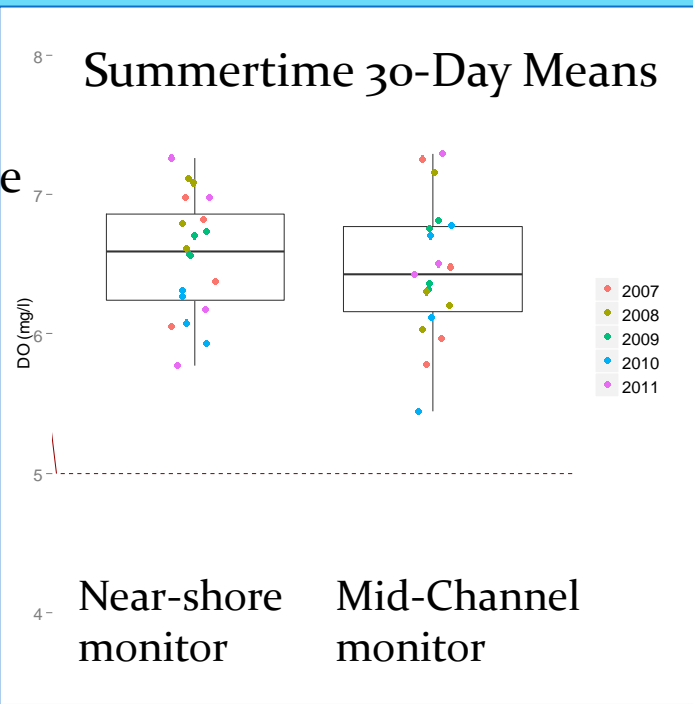 Summertime 30-Day Means
e
8
7
6
5
4
DO (mg/l)
2007
2008
2009
2010
2011
Near-shore
monitor
Mid-Channel
monitor